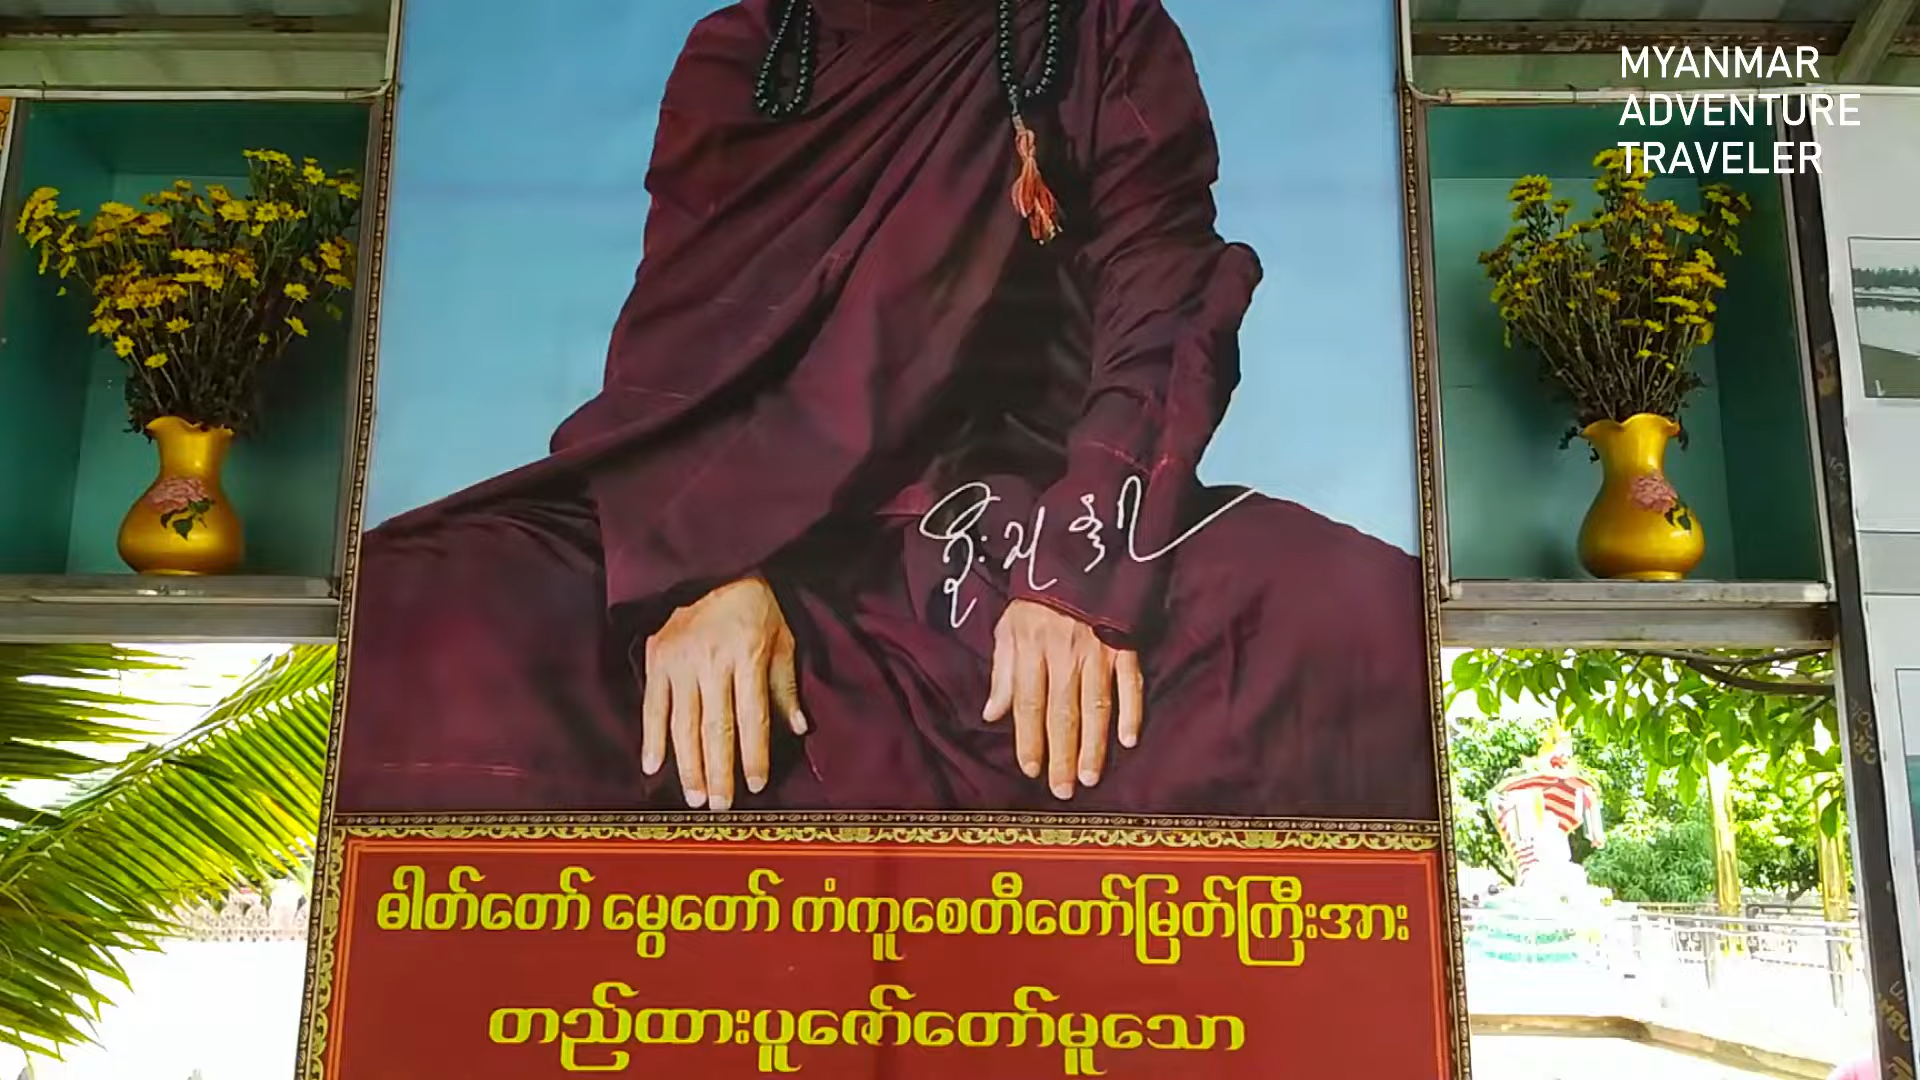 MYANMAR
ADVENTURE
TRAVELER
ဓါတ်တော် မွေတော် ကံကူစေတီတော်မြတ်ကြီးအား
တည်ထားပူဇော်တော်မူသော